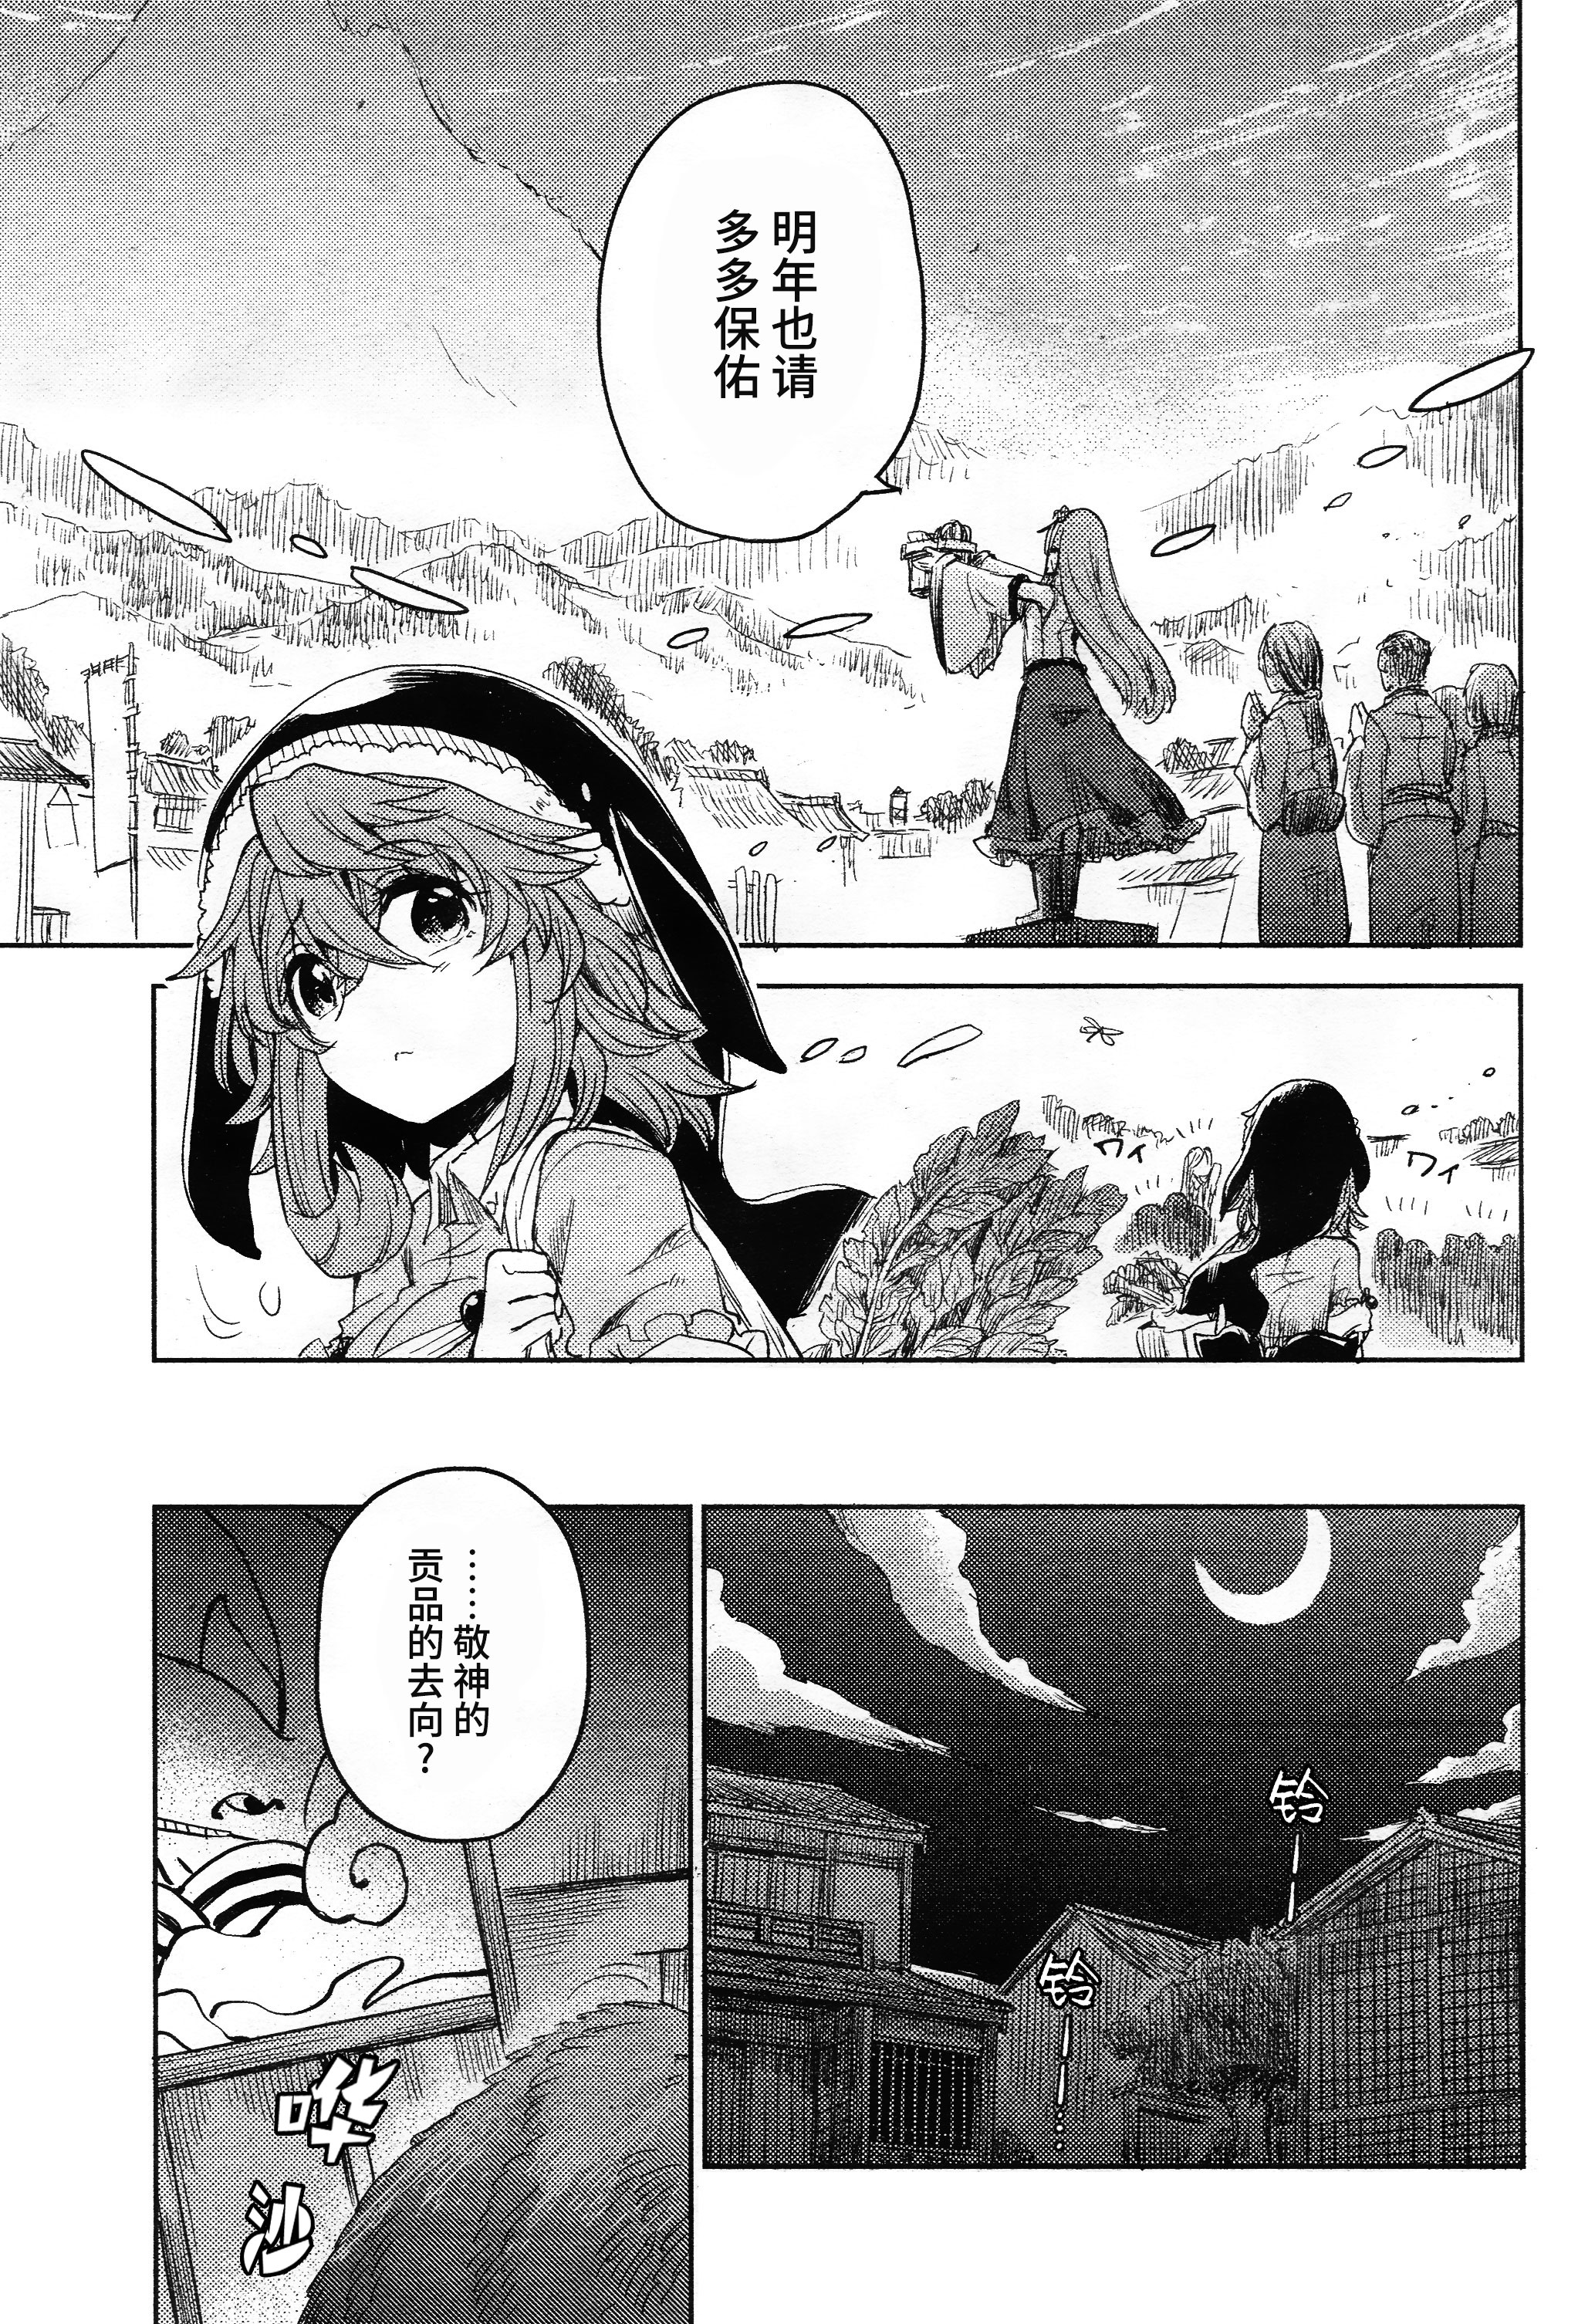 明年也请
多多保佑
ワイ
ワイ
铃
铃
……敬神的
贡品的去向?
哗
沙